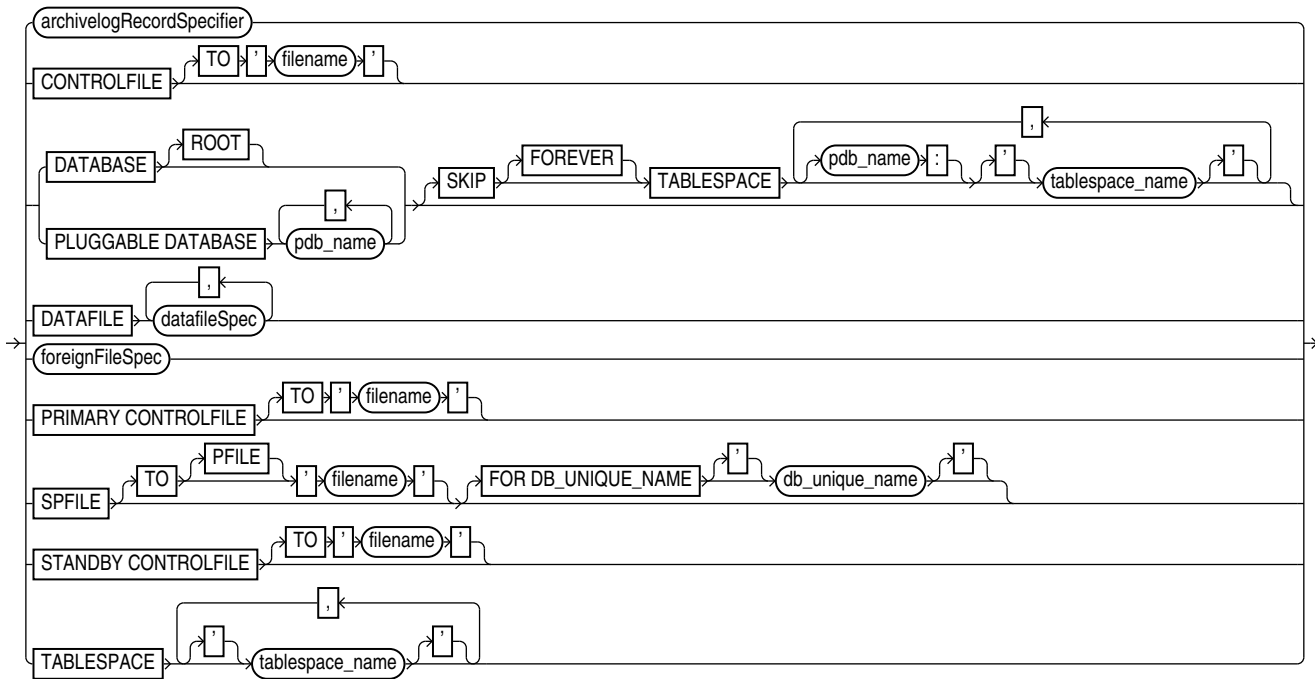 archivelogRecordSpecifier
TO ' filename '
CONTROLFILE
,
ROOT
FOREVER pdb_name : '  '
DATABASE
SKIP TABLESPACE tablespace_name
,
PLUGGABLE DATABASE pdb_name
,
DATAFILE datafileSpec
foreignFileSpec
TO ' filename '
PRIMARY CONTROLFILE
PFILE ' '
TO ' filename ' FOR DB_UNIQUE_NAME db_unique_name
SPFILE
TO ' filename '
STANDBY CONTROLFILE
,
' '
TABLESPACE tablespace_name